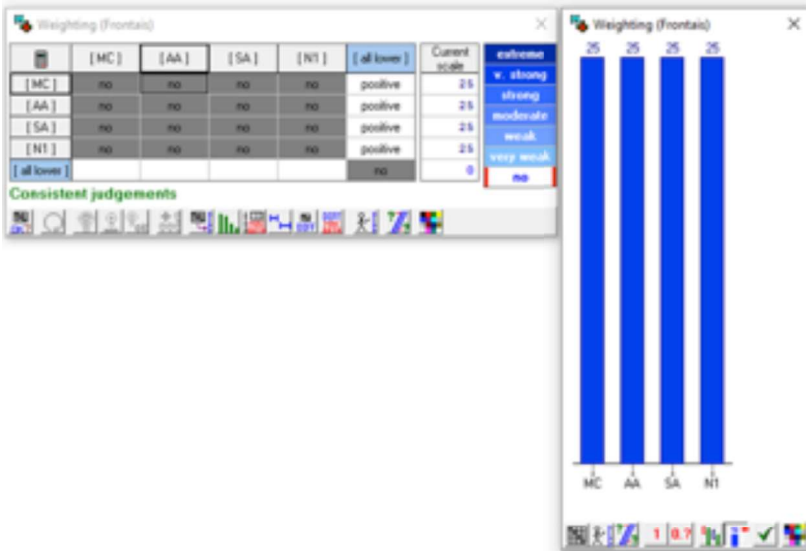 Weighting (Frontais)
[ MC ] [ AA ] [ SA ] [ N1 ] [ all lower ] Current scale
[ MC ] no no no no positive 25
[ AA ] no no no no positive 25
[ SA ] no no no no positive 25
[ N1 ] no no no no positive 25
[ all lower ] no 0
extreme
v. strong
strong
moderate
weak
very weak
no
Consistent judgements
Weighting (Frontais)
25 25 25 25
MC AA SA N1
1 0.?